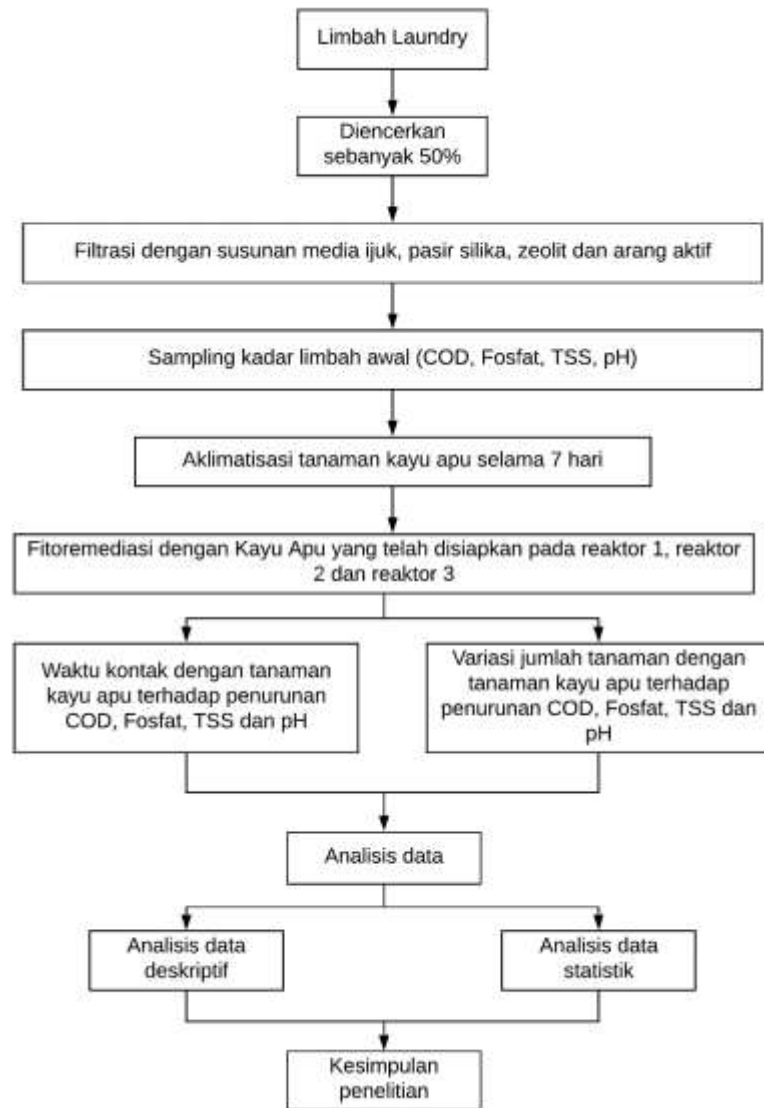 Limbah Laundry
Diencerkan
sebanyak 50%
Filtrasi dengan susunan media ijuk, pasir silika, zeolit dan arang aktif
Sampling kadar limbah awal (COD, Fosfat, TSS, pH)
Aklimatisasi tanaman kayu apu selama 7 hari
Fitoremediasi dengan Kayu Apu yang telah disiapkan pada reaktor 1, reaktor
2 dan reaktor 3
Waktu kontak dengan tanaman
kayu apu terhadap penurunan
COD, Fosfat, TSS dan pH
Variasi jumlah tanaman dengan
tanaman kayu apu terhadap
penurunan COD, Fosfat, TSS dan
pH
Analisis data
Analisis data
deskriptif
Analisis data
statistik
Kesimpulan
penelitian